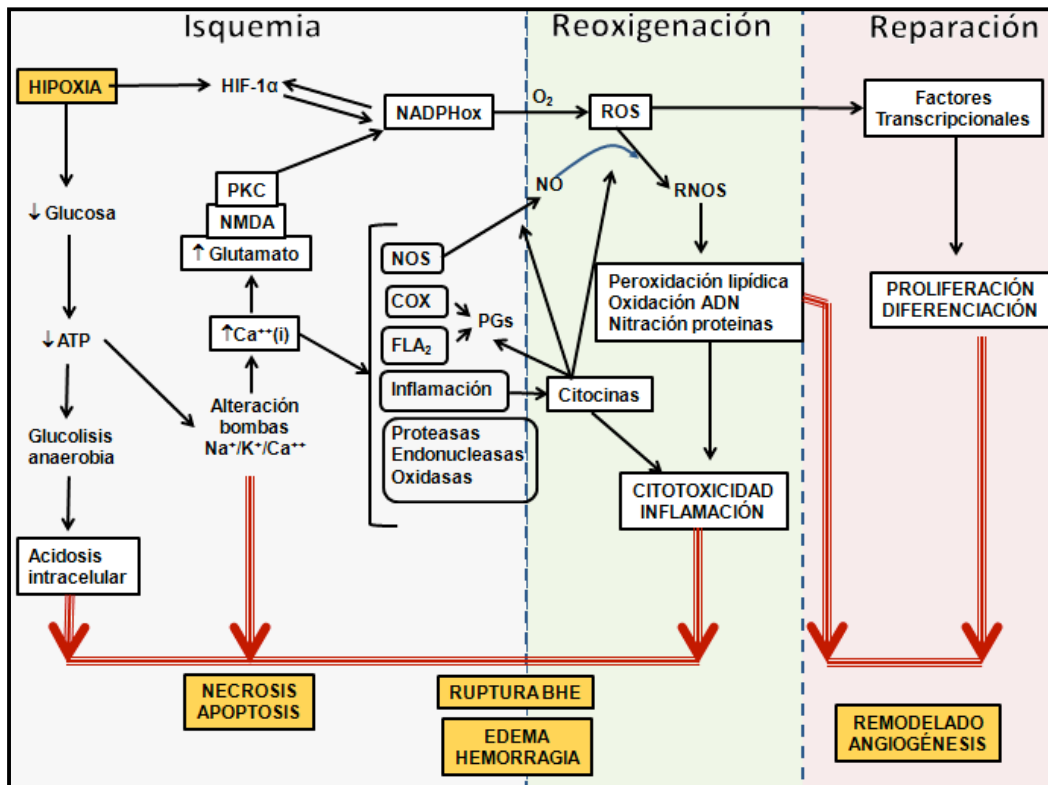 Isquemia
Reoxigenación
Reparación
HIPOXIA
HIF-1α
NADPHox
O₂
ROS
Factores
Transcripcionales
PKC
NMDA
↑ Glutamato
NO
RNOS
↓ Glucosa
NOS
COX
FLA₂
PGs
Peroxidación lipídica
Oxidación ADN
Nitración proteinas
PROLIFERACIÓN
DIFERENCIACIÓN
↓ ATP
↑Ca⁺⁺(i)
Inflamación
Citocinas
Alteración
bombas
Na⁺/K⁺/Ca⁺⁺
Glucolisis
anaerobia
Proteasas
Endonucleasas
Oxidasas
CITOTOXICIDAD
INFLAMACIÓN
Acidosis
intracelular
NECROSIS
APOPTOSIS
RUPTURA BHE
EDEMA
HEMORRAGIA
REMODELADO
ANGIOGÉNESIS